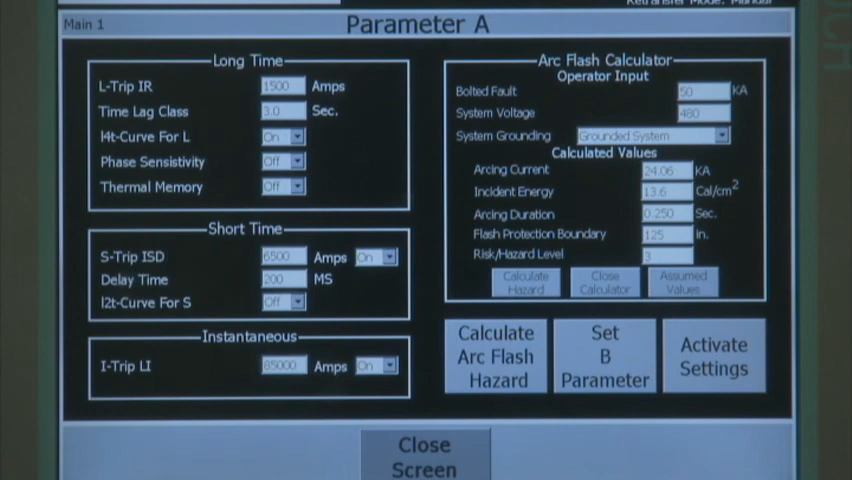 Retransfer Mode: Manual
Main 1
Parameter A
Long Time
L-Trip IR 1500 Amps
Time Lag Class 3.0 Sec.
I4t-Curve For L On
Phase Sensistivity Off
Thermal Memory Off
Short Time
S-Trip ISD 6500 Amps On
Delay Time 200 MS
I2t-Curve For S Off
Instantaneous
I-Trip LI 85000 Amps On
Arc Flash Calculator
Operator Input
Bolted Fault 50 KA
System Voltage 480
System Grounding Grounded System
Calculated Values
Arcing Current 24.06 KA
Incident Energy 13.6 Cal/cm2
Arcing Duration 0.250 Sec.
Flash Protection Boundary 125 in.
Risk/Hazard Level 3
Calculate Hazard
Close Calculator
Assumed Values
Calculate
Arc Flash
Hazard
Set
B
Parameter
Activate
Settings
Close
Screen